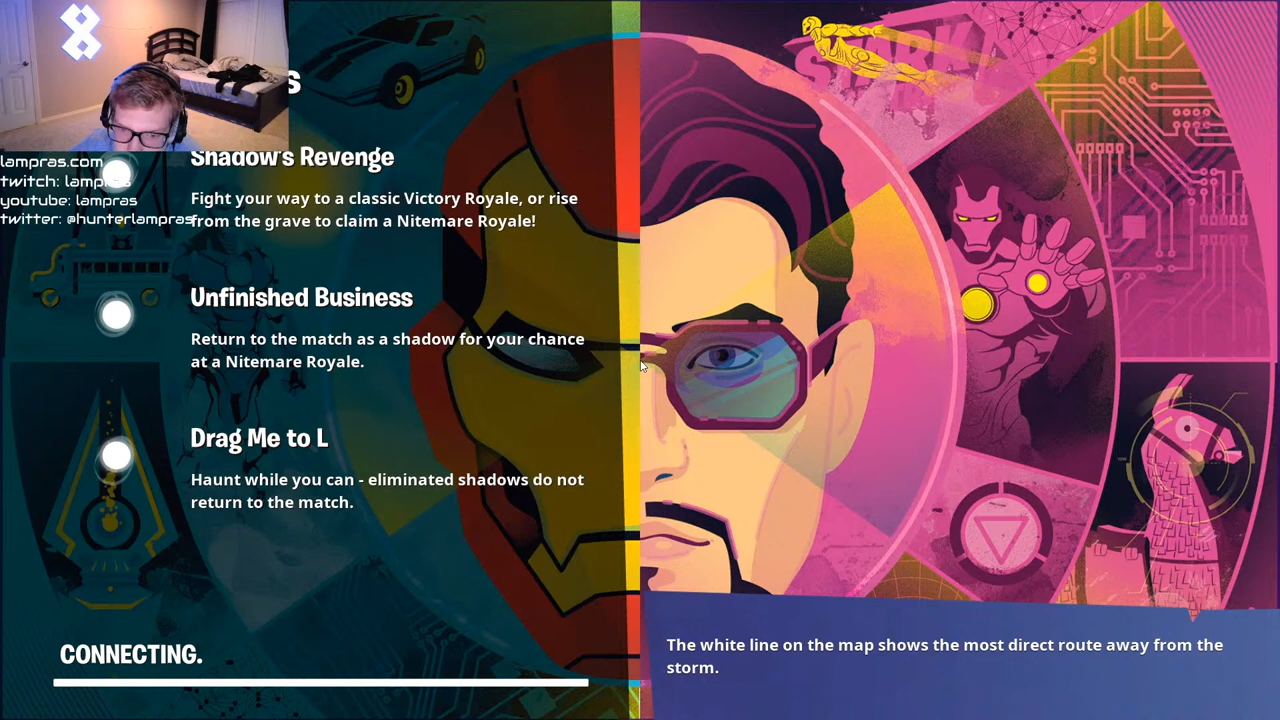 S
Shadow's Revenge
lampras.com
twitch: lampras
youtube: lampras
twitter: @hunterlampras
Fight your way to a classic Victory Royale, or rise
from the grave to claim a Nitemare Royale!
Unfinished Business
Return to the match as a shadow for your chance
at a Nitemare Royale.
Drag Me to L
Haunt while you can - eliminated shadows do not
return to the match.
CONNECTING.
STARK
The white line on the map shows the most direct route away from the
storm.